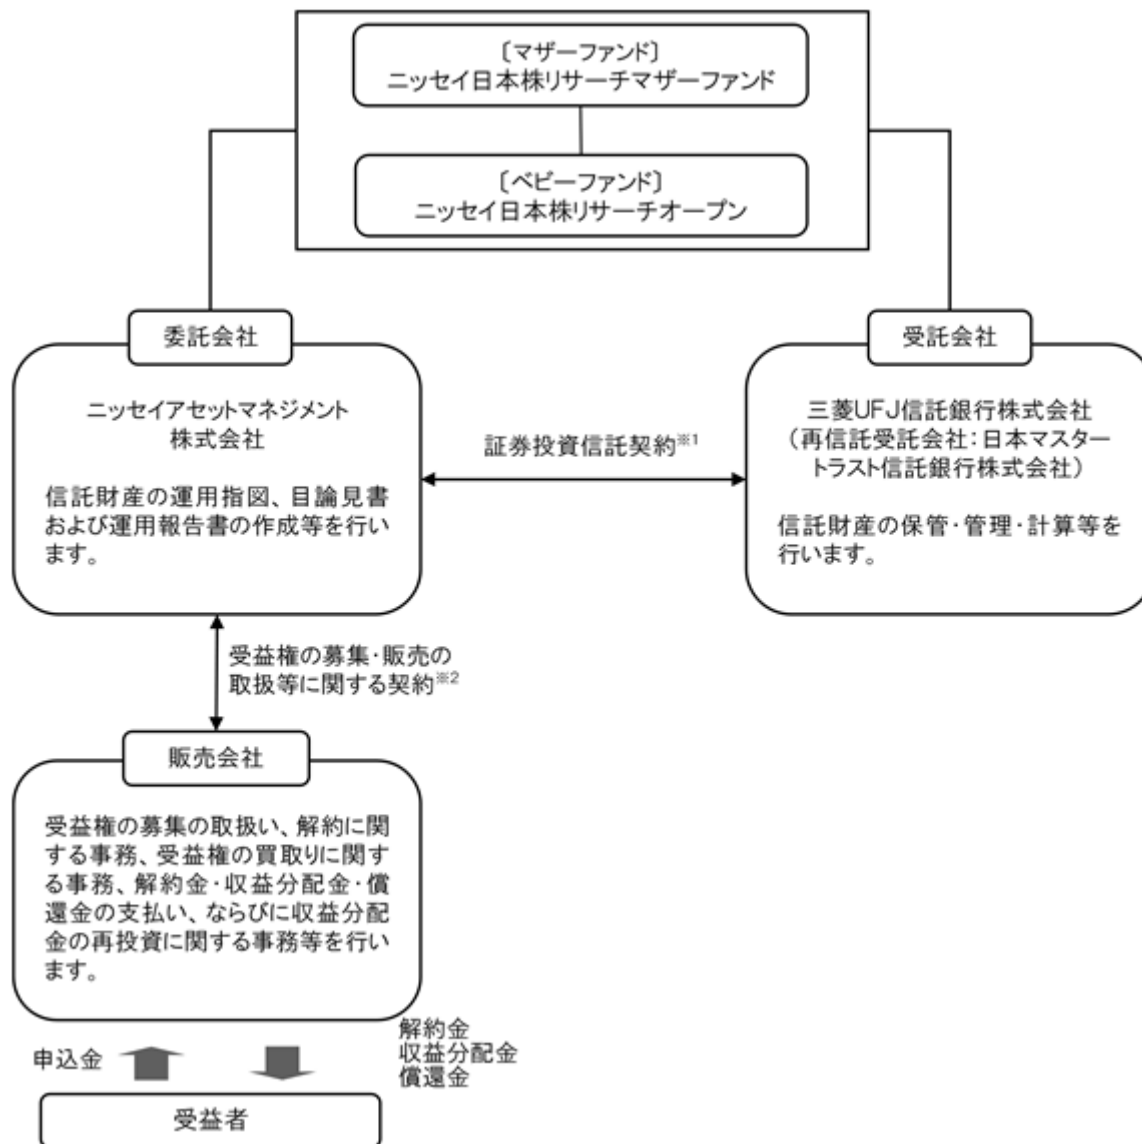 〔マザーファンド〕
ニッセイ日本株リサーチマザーファンド
〔ベビーファンド〕
ニッセイ日本株リサーチオープン
委託会社
ニッセイアセットマネジメント
株式会社
信託財産の運用指図、目論見書
および運用報告書の作成等を行い
ます。
証券投資信託契約※1
受託会社
三菱UFJ信託銀行株式会社
（再信託受託会社：日本マスター
トラスト信託銀行株式会社）
信託財産の保管・管理・計算等を
行います。
受益権の募集・販売の
取扱等に関する契約※2
販売会社
受益権の募集の取扱い、解約に関
する事務、受益権の買取りに関す
る事務、解約金・収益分配金・償
還金の支払い、ならびに収益分配
金の再投資に関する事務等を行い
ます。
申込金
解約金
収益分配金
償還金
受益者